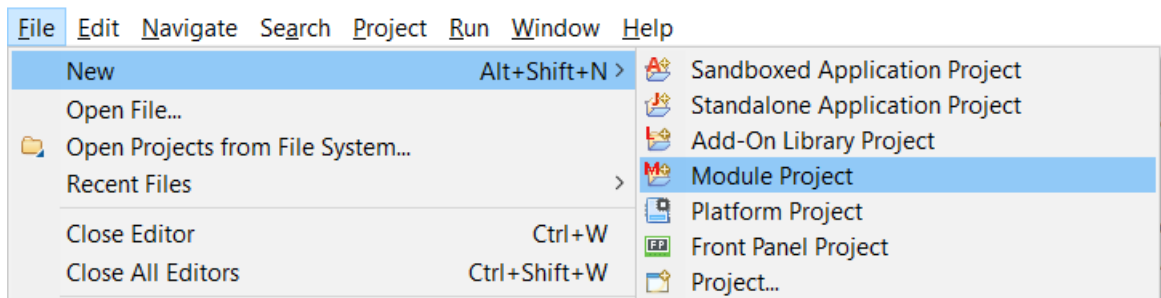 File Edit Navigate Search Project Run Window Help
New Alt+Shift+N >
Open File...
Open Projects from File System...
Recent Files >
Close Editor Ctrl+W
Close All Editors Ctrl+Shift+W
Sandboxed Application Project
Standalone Application Project
Add-On Library Project
Module Project
Platform Project
FP Front Panel Project
Project...